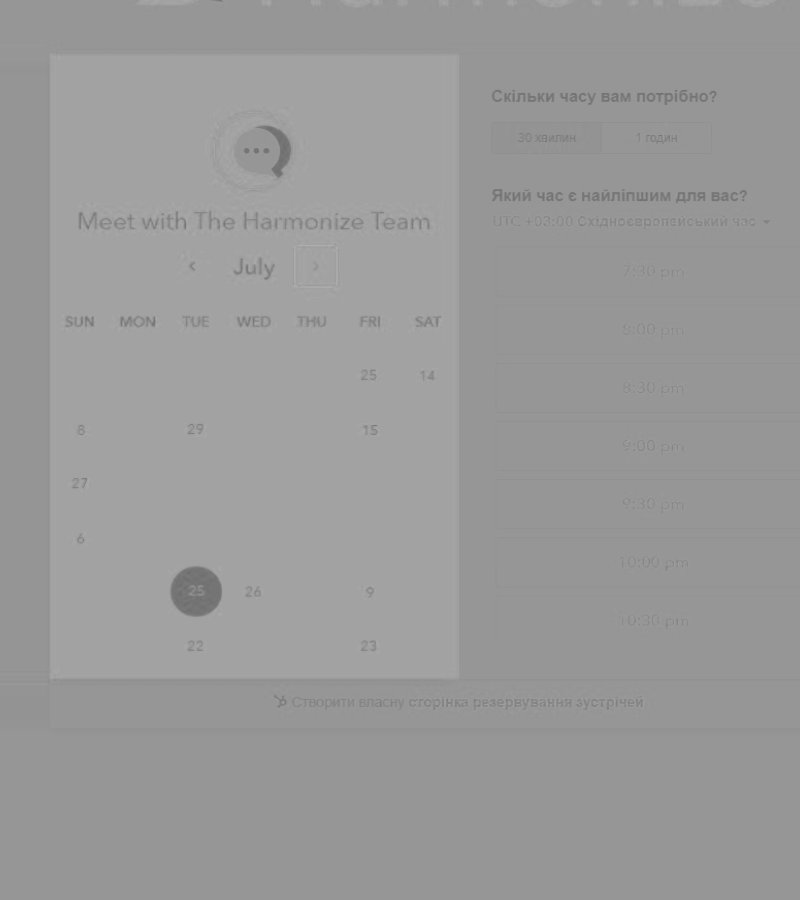 Meet with The Harmonize Team
July
SUN MON TUE WED THU FRI SAT
25 14
8 29 15
27
6
25 26 9
22 23
Скільки часу вам потрібно?
30 хвилин 1 годин
Який час є найліпшим для вас?
UTC +03:00 Східноєвропейський час
7:30 pm
8:00 pm
8:30 pm
9:00 pm
9:30 pm
10:00 pm
10:30 pm
Створити власну сторінка резервування зустрічей